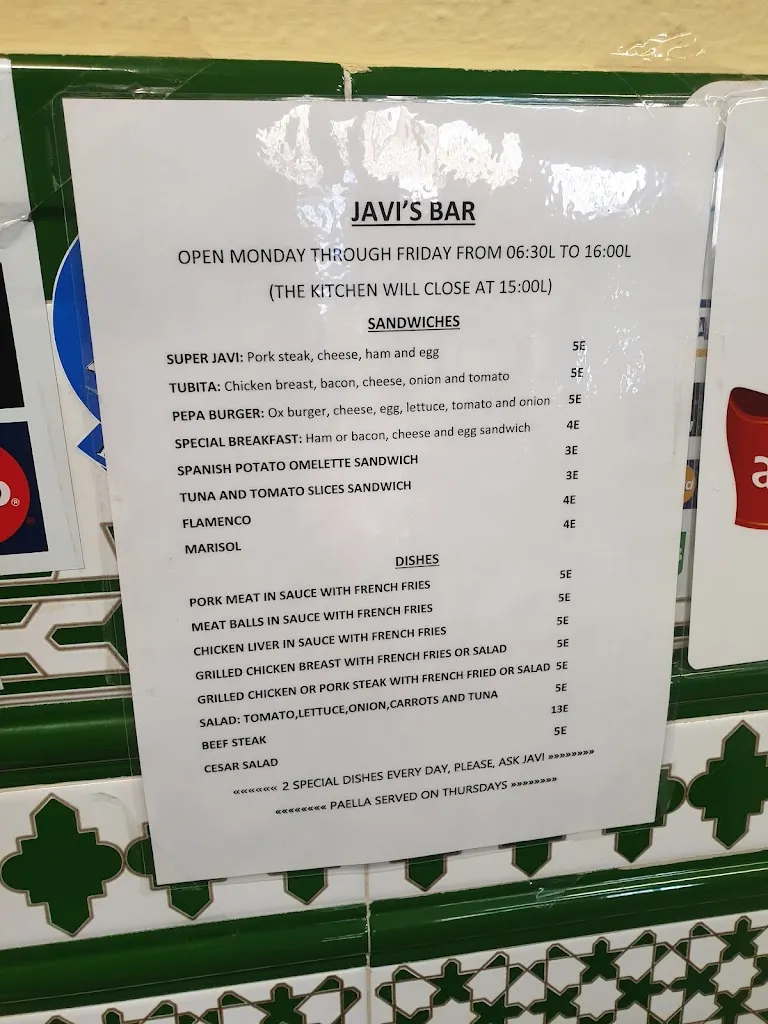 JAVI'S BAR
OPEN MONDAY THROUGH FRIDAY FROM 06:30L TO 16:00L
(THE KITCHEN WILL CLOSE AT 15:00L)
SANDWICHES
SUPER JAVI: Pork steak, cheese, ham and egg 5E
TUBITA: Chicken breast, bacon, cheese, onion and tomato 5E
PEPA BURGER: Ox burger, cheese, egg, lettuce, tomato and onion 5E
SPECIAL BREAKFAST: Ham or bacon, cheese and egg sandwich 4E
SPANISH POTATO OMELETTE SANDWICH 3E
TUNA AND TOMATO SLICES SANDWICH 3E
FLAMENCO 4E
MARISOL 4E
DISHES
PORK MEAT IN SAUCE WITH FRENCH FRIES 5E
MEAT BALLS IN SAUCE WITH FRENCH FRIES 5E
CHICKEN LIVER IN SAUCE WITH FRENCH FRIES 5E
GRILLED CHICKEN BREAST WITH FRENCH FRIES OR SALAD 5E
GRILLED CHICKEN OR PORK STEAK WITH FRENCH FRIED OR SALAD 5E
SALAD: TOMATO,LETTUCE,ONION,CARROTS AND TUNA 5E
BEEF STEAK 13E
CESAR SALAD 5E
«««««« 2 SPECIAL DISHES EVERY DAY, PLEASE, ASK JAVI »»»»»»»»
«««««««« PAELLA SERVED ON THURSDAYS »»»»»»»»